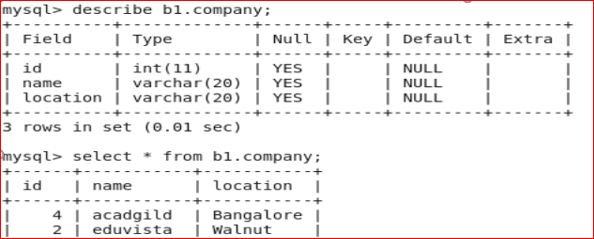 mysql> describe b1.company;
+----------+-------------+------+-----+---------+-------+
| Field    | Type        | Null | Key | Default | Extra |
+----------+-------------+------+-----+---------+-------+
| id       | int(11)     | YES  |     | NULL    |       |
| name     | varchar(20) | YES  |     | NULL    |       |
| location | varchar(20) | YES  |     | NULL    |       |
+----------+-------------+------+-----+---------+-------+
3 rows in set (0.01 sec)
mysql> select * from b1.company;
+------+----------+-----------+
| id   | name     | location  |
+------+----------+-----------+
|    4 | acadgild | Bangalore |
|    2 | eduvista | Walnut    |